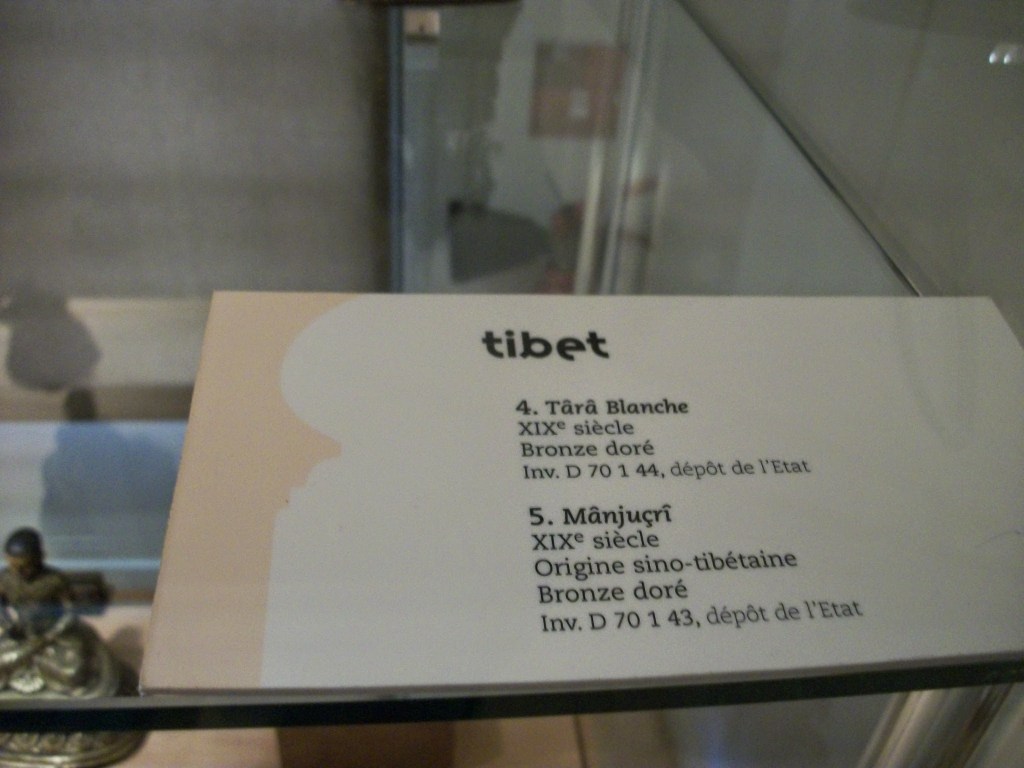 tibet
4. Târâ Blanche
XIXe siècle
Bronze doré
Inv. D 70 1 44, dépôt de l'Etat
5. Mânjuçrî
XIXe siècle
Origine sino-tibétaine
Bronze doré
Inv. D 70 1 43, dépôt de l'Etat